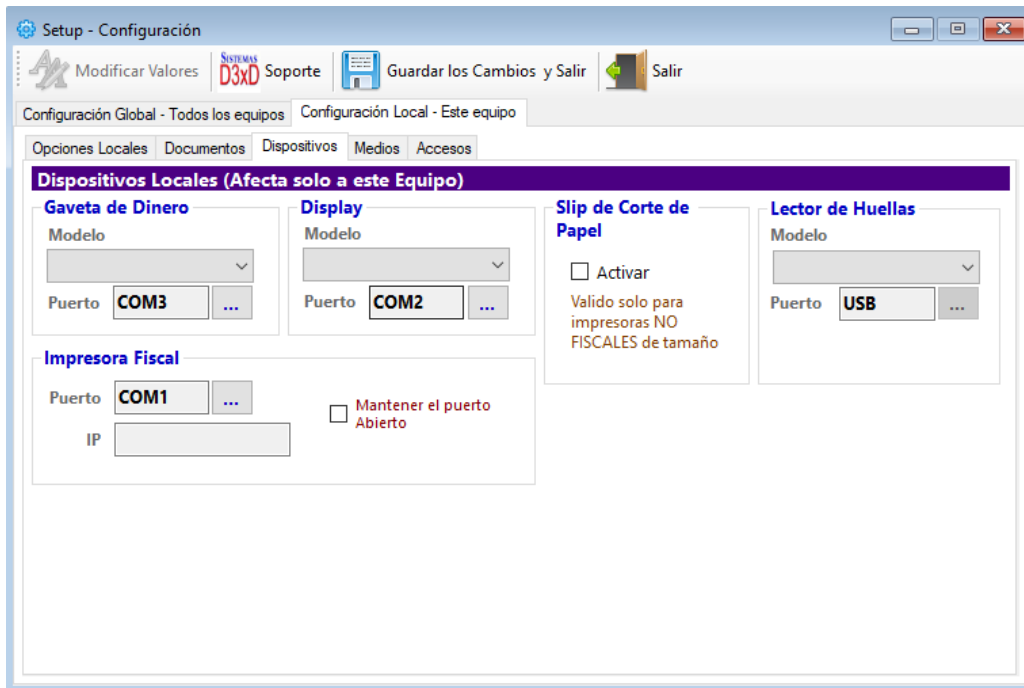 Setup - Configuración
Modificar Valores
SISTEMAS
D3xD
Soporte
Guardar los Cambios y Salir
Salir
Configuración Global - Todos los equipos
Configuración Local - Este equipo
Opciones Locales
Documentos
Dispositivos
Medios
Accesos
Dispositivos Locales (Afecta solo a este Equipo)
Gaveta de Dinero
Modelo
Puerto COM3 ...
Display
Modelo
Puerto COM2 ...
Slip de Corte de
Papel
Activar
Valido solo para
impresoras NO
FISCALES de tamaño
Lector de Huellas
Modelo
Puerto USB ...
Impresora Fiscal
Puerto COM1 ...
IP
Mantener el puerto
Abierto